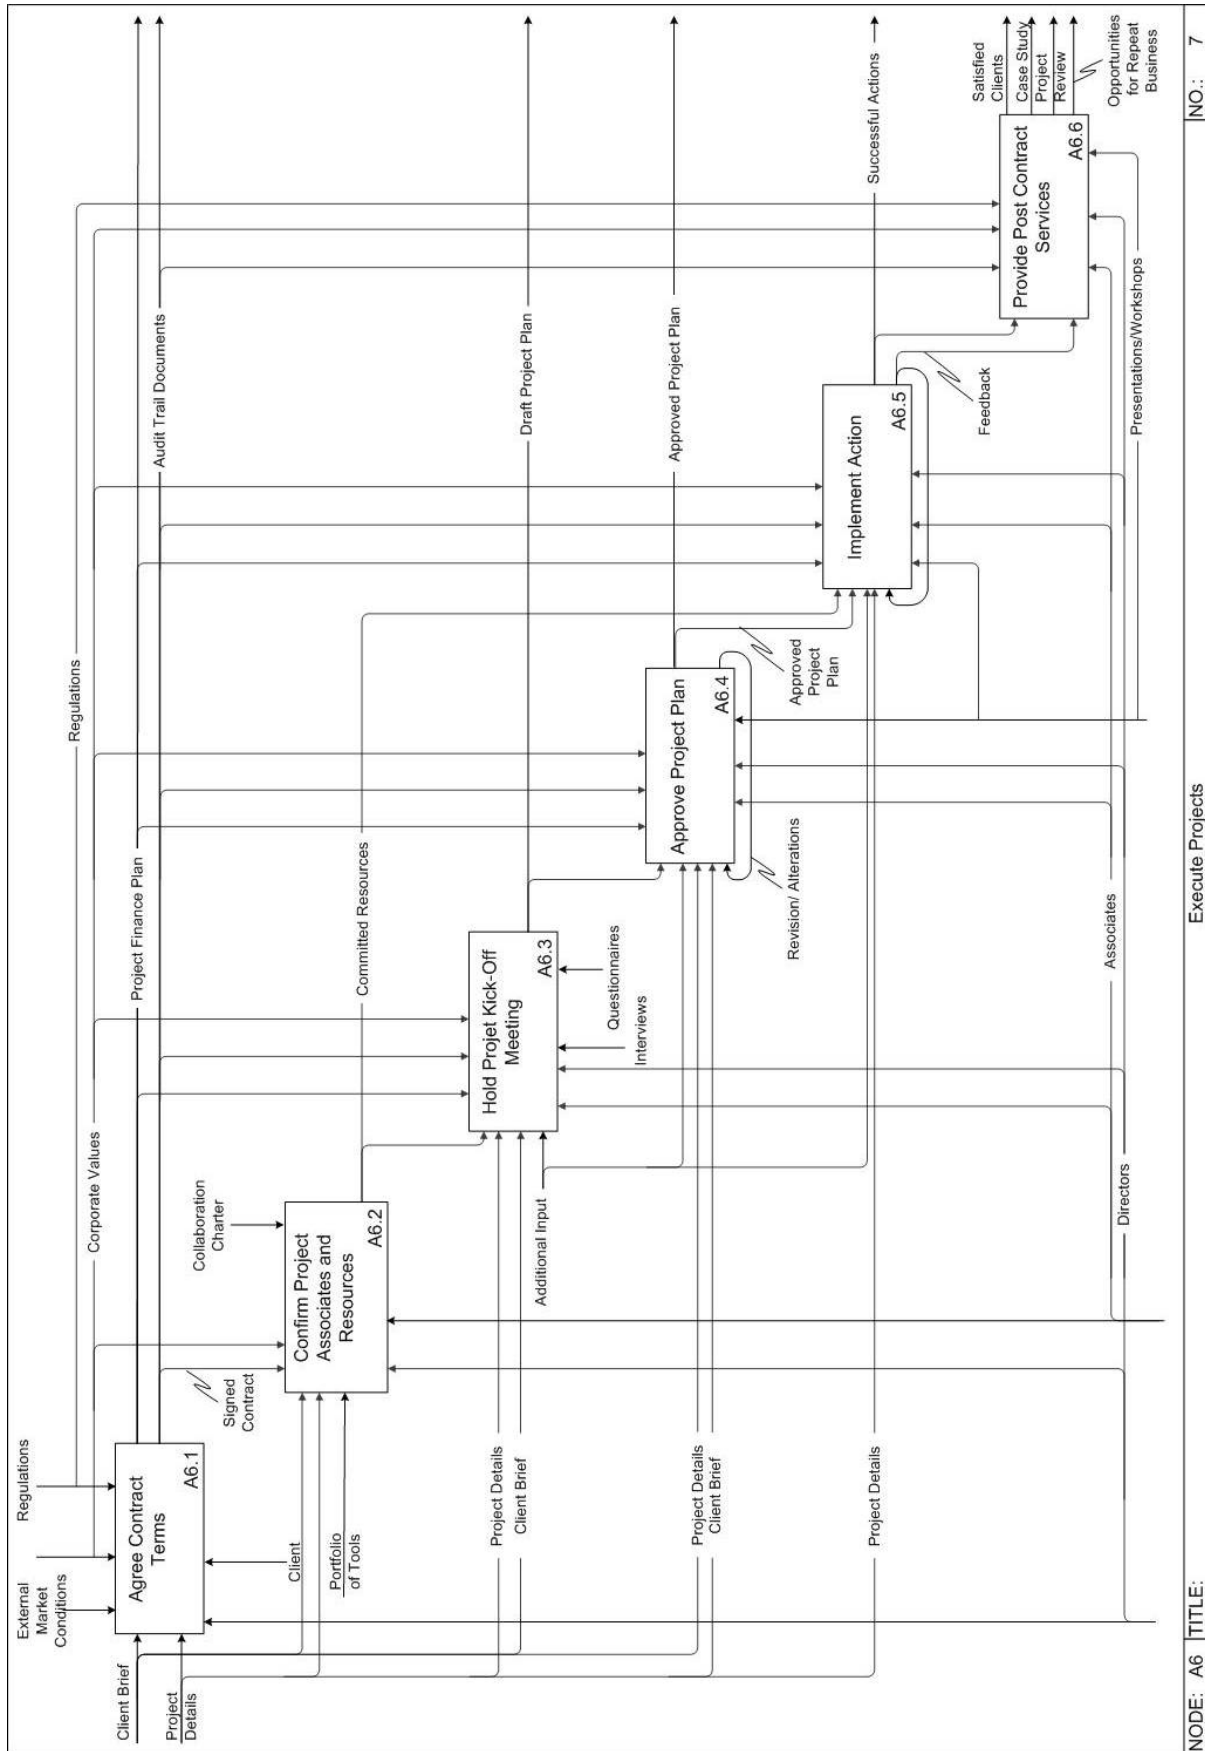 External
Market
Conditions
Regulations
Client Brief
Project
Details
Agree Contract
Terms
A6.1
Corporate Values
Regulations
Project Finance Plan
Audit Trail Documents
Signed
Contract
Client
Portfolio
of Tools
Collaboration
Charter
Confirm Project
Associates and
Resources
A6.2
Committed Resources
Project Details
Client Brief
Additional Input
Hold Projet Kick-Off
Meeting
A6.3
Interviews
Questionnaires
Draft Project Plan
Project Details
Client Brief
Approve Project Plan
A6.4
Revision/ Alterations
Approved Project Plan
Approved
Project
Plan
Project Details
Implement Action
A6.5
Successful Actions
Feedback
Provide Post Contract
Services
A6.6
Satisfied
Clients
Case Study
Project
Review
Opportunities
for Repeat
Business
Presentations/Workshops
Associates
Directors
NODE: A6
TITLE:
Execute Projects
NO.: 7